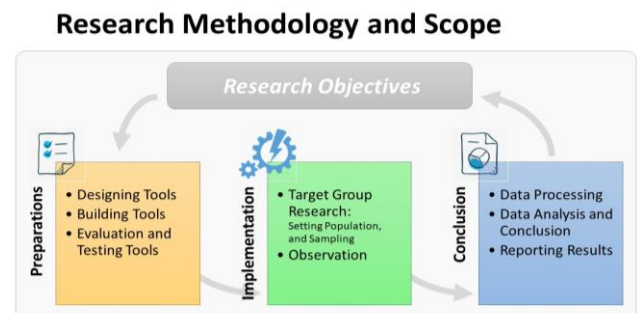 Research Methodology and Scope
Research Objectives
Preparations
• Designing Tools
• Building Tools
• Evaluation and
Testing Tools
Implementation
• Target Group
Research:
Setting Population,
and Sampling
• Observation
Conclusion
• Data Processing
• Data Analysis and
Conclusion
• Reporting Results